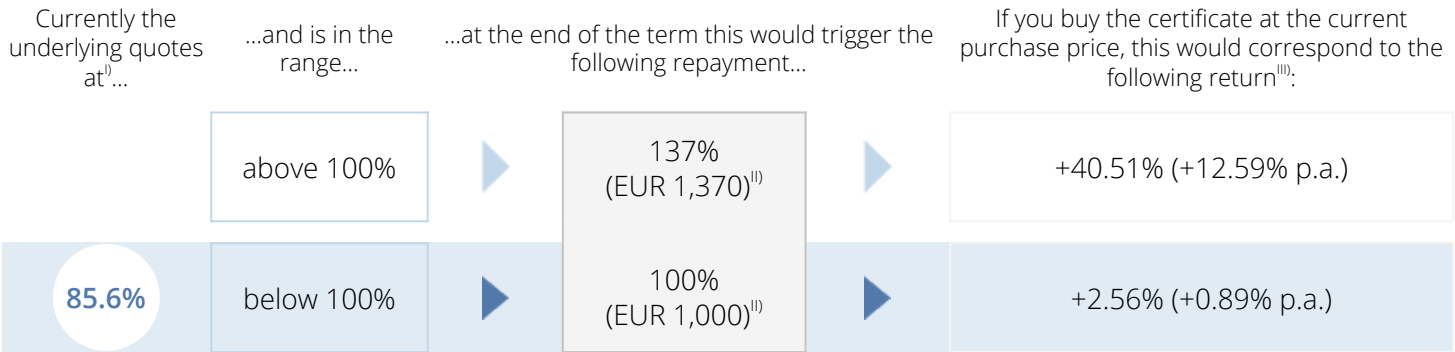 Currently the
underlying quotes
atᴵ⁾...
...and is in the
range...
...at the end of the term this would trigger the
following repayment...
If you buy the certificate at the current
purchase price, this would correspond to the
following returnᴵᴵᴵ⁾:
above 100%
137%
(EUR 1,370)ᴵᴵ⁾
+40.51% (+12.59% p.a.)
85.6%
below 100%
100%
(EUR 1,000)ᴵᴵ⁾
+2.56% (+0.89% p.a.)